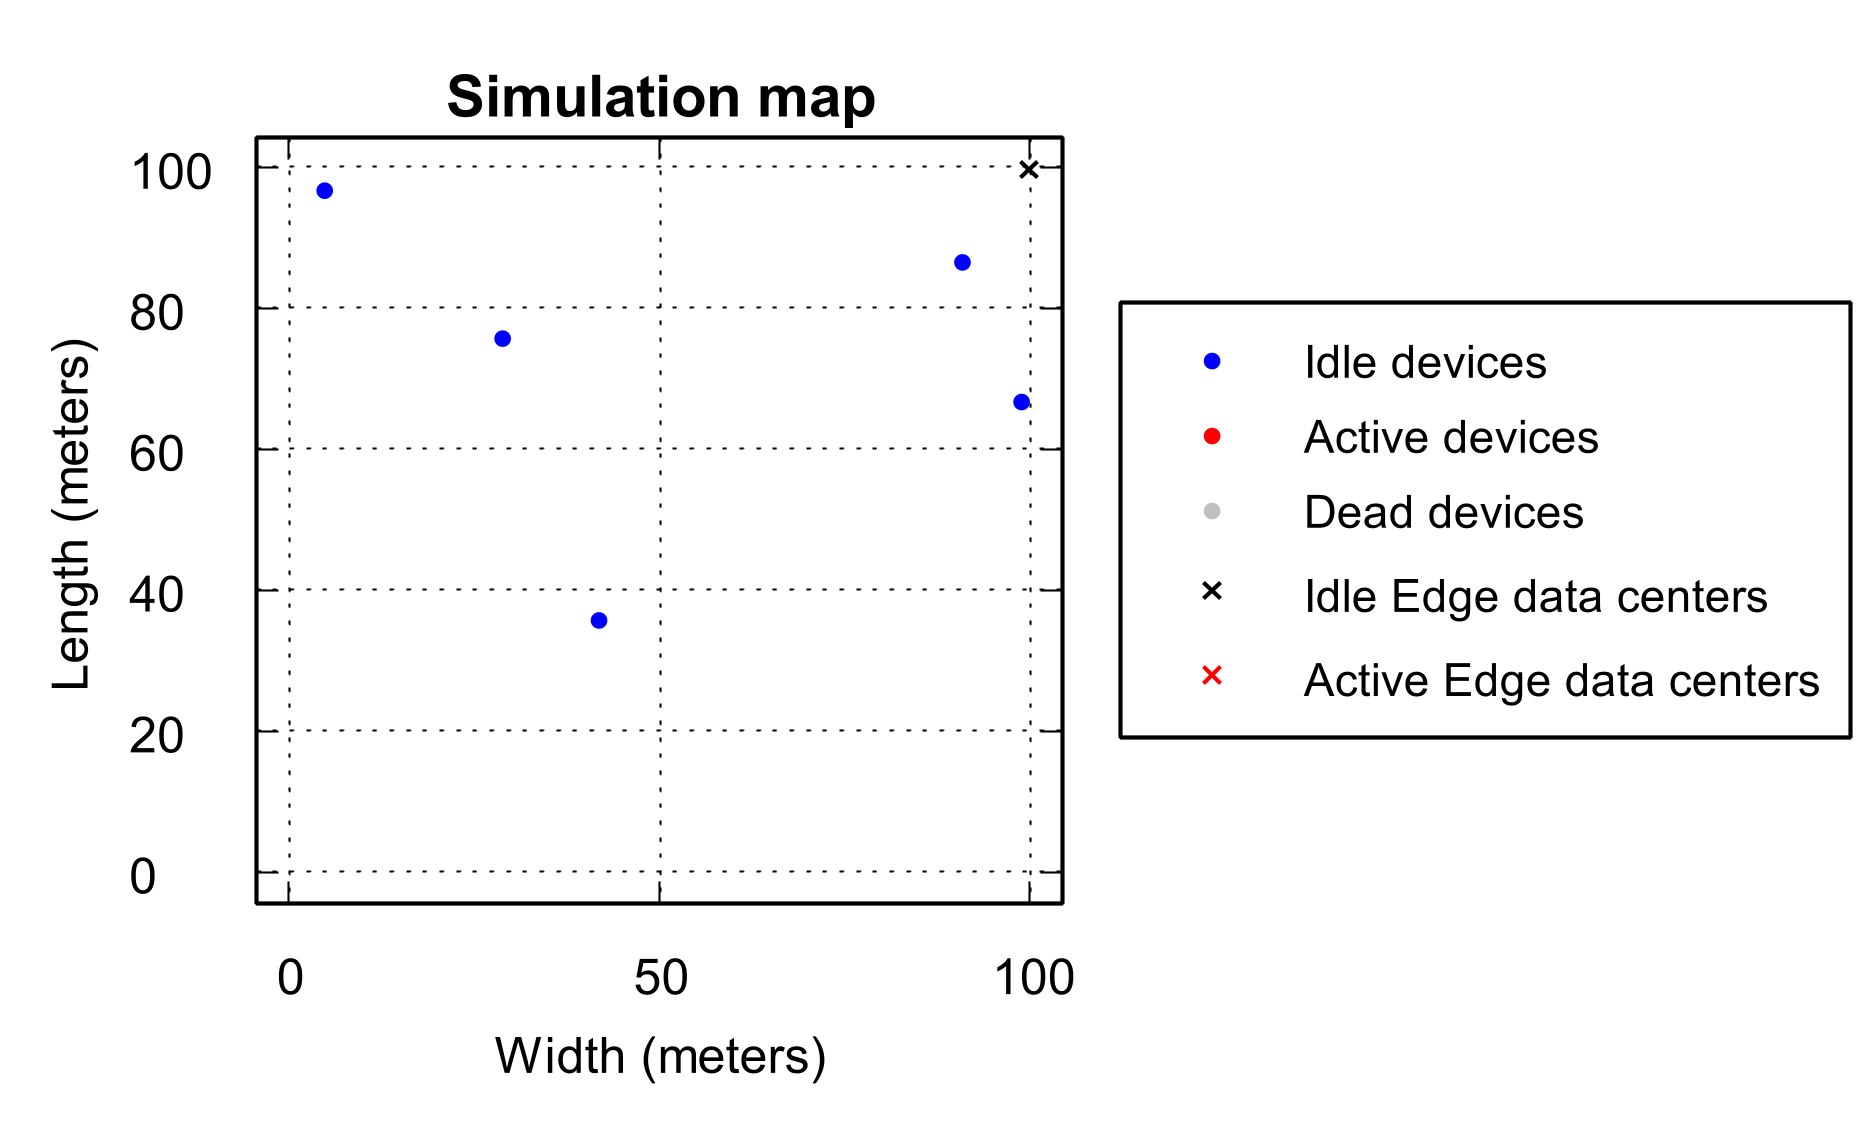 Simulation map
100
80
60
40
20
0
Length (meters)
0 50 100
Width (meters)
Idle devices
Active devices
Dead devices
Idle Edge data centers
Active Edge data centers